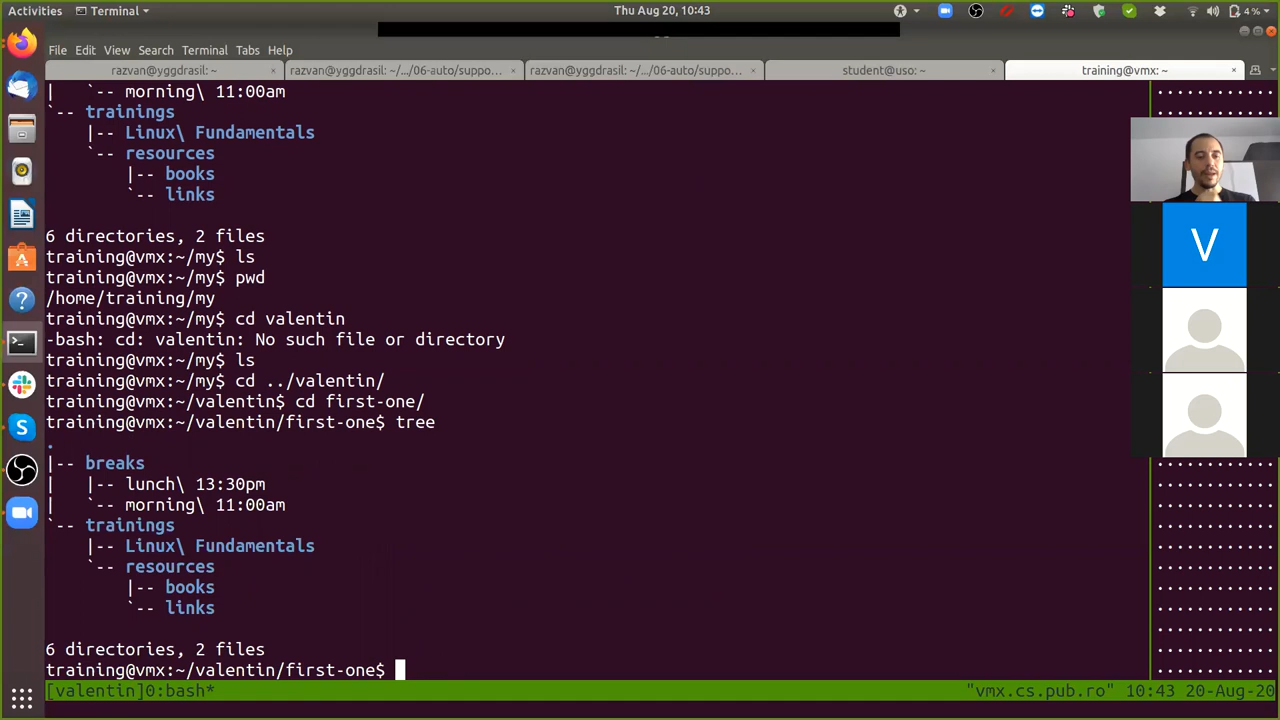 Activities Terminal Thu Aug 20, 10:43 4 %
File Edit View Search Terminal Tabs Help
razvan@yggdrasil: ~ × razvan@yggdrasil: ~/.../06-auto/suppo... × razvan@yggdrasil: ~/.../06-auto/suppo... × student@uso: ~ × training@vmx: ~ ×
|   `-- morning\ 11:00am
`-- trainings
    |-- Linux\ Fundamentals
    `-- resources
        |-- books
        `-- links
6 directories, 2 files
training@vmx:~/my$ ls
training@vmx:~/my$ pwd
/home/training/my
training@vmx:~/my$ cd valentin
-bash: cd: valentin: No such file or directory
training@vmx:~/my$ ls
training@vmx:~/my$ cd ../valentin/
training@vmx:~/valentin$ cd first-one/
training@vmx:~/valentin/first-one$ tree
.
|-- breaks
|   |-- lunch\ 13:30pm
|   `-- morning\ 11:00am
`-- trainings
    |-- Linux\ Fundamentals
    `-- resources
        |-- books
        `-- links
6 directories, 2 files
training@vmx:~/valentin/first-one$
[valentin]0:bash* "vmx.cs.pub.ro" 10:43 20-Aug-20
V